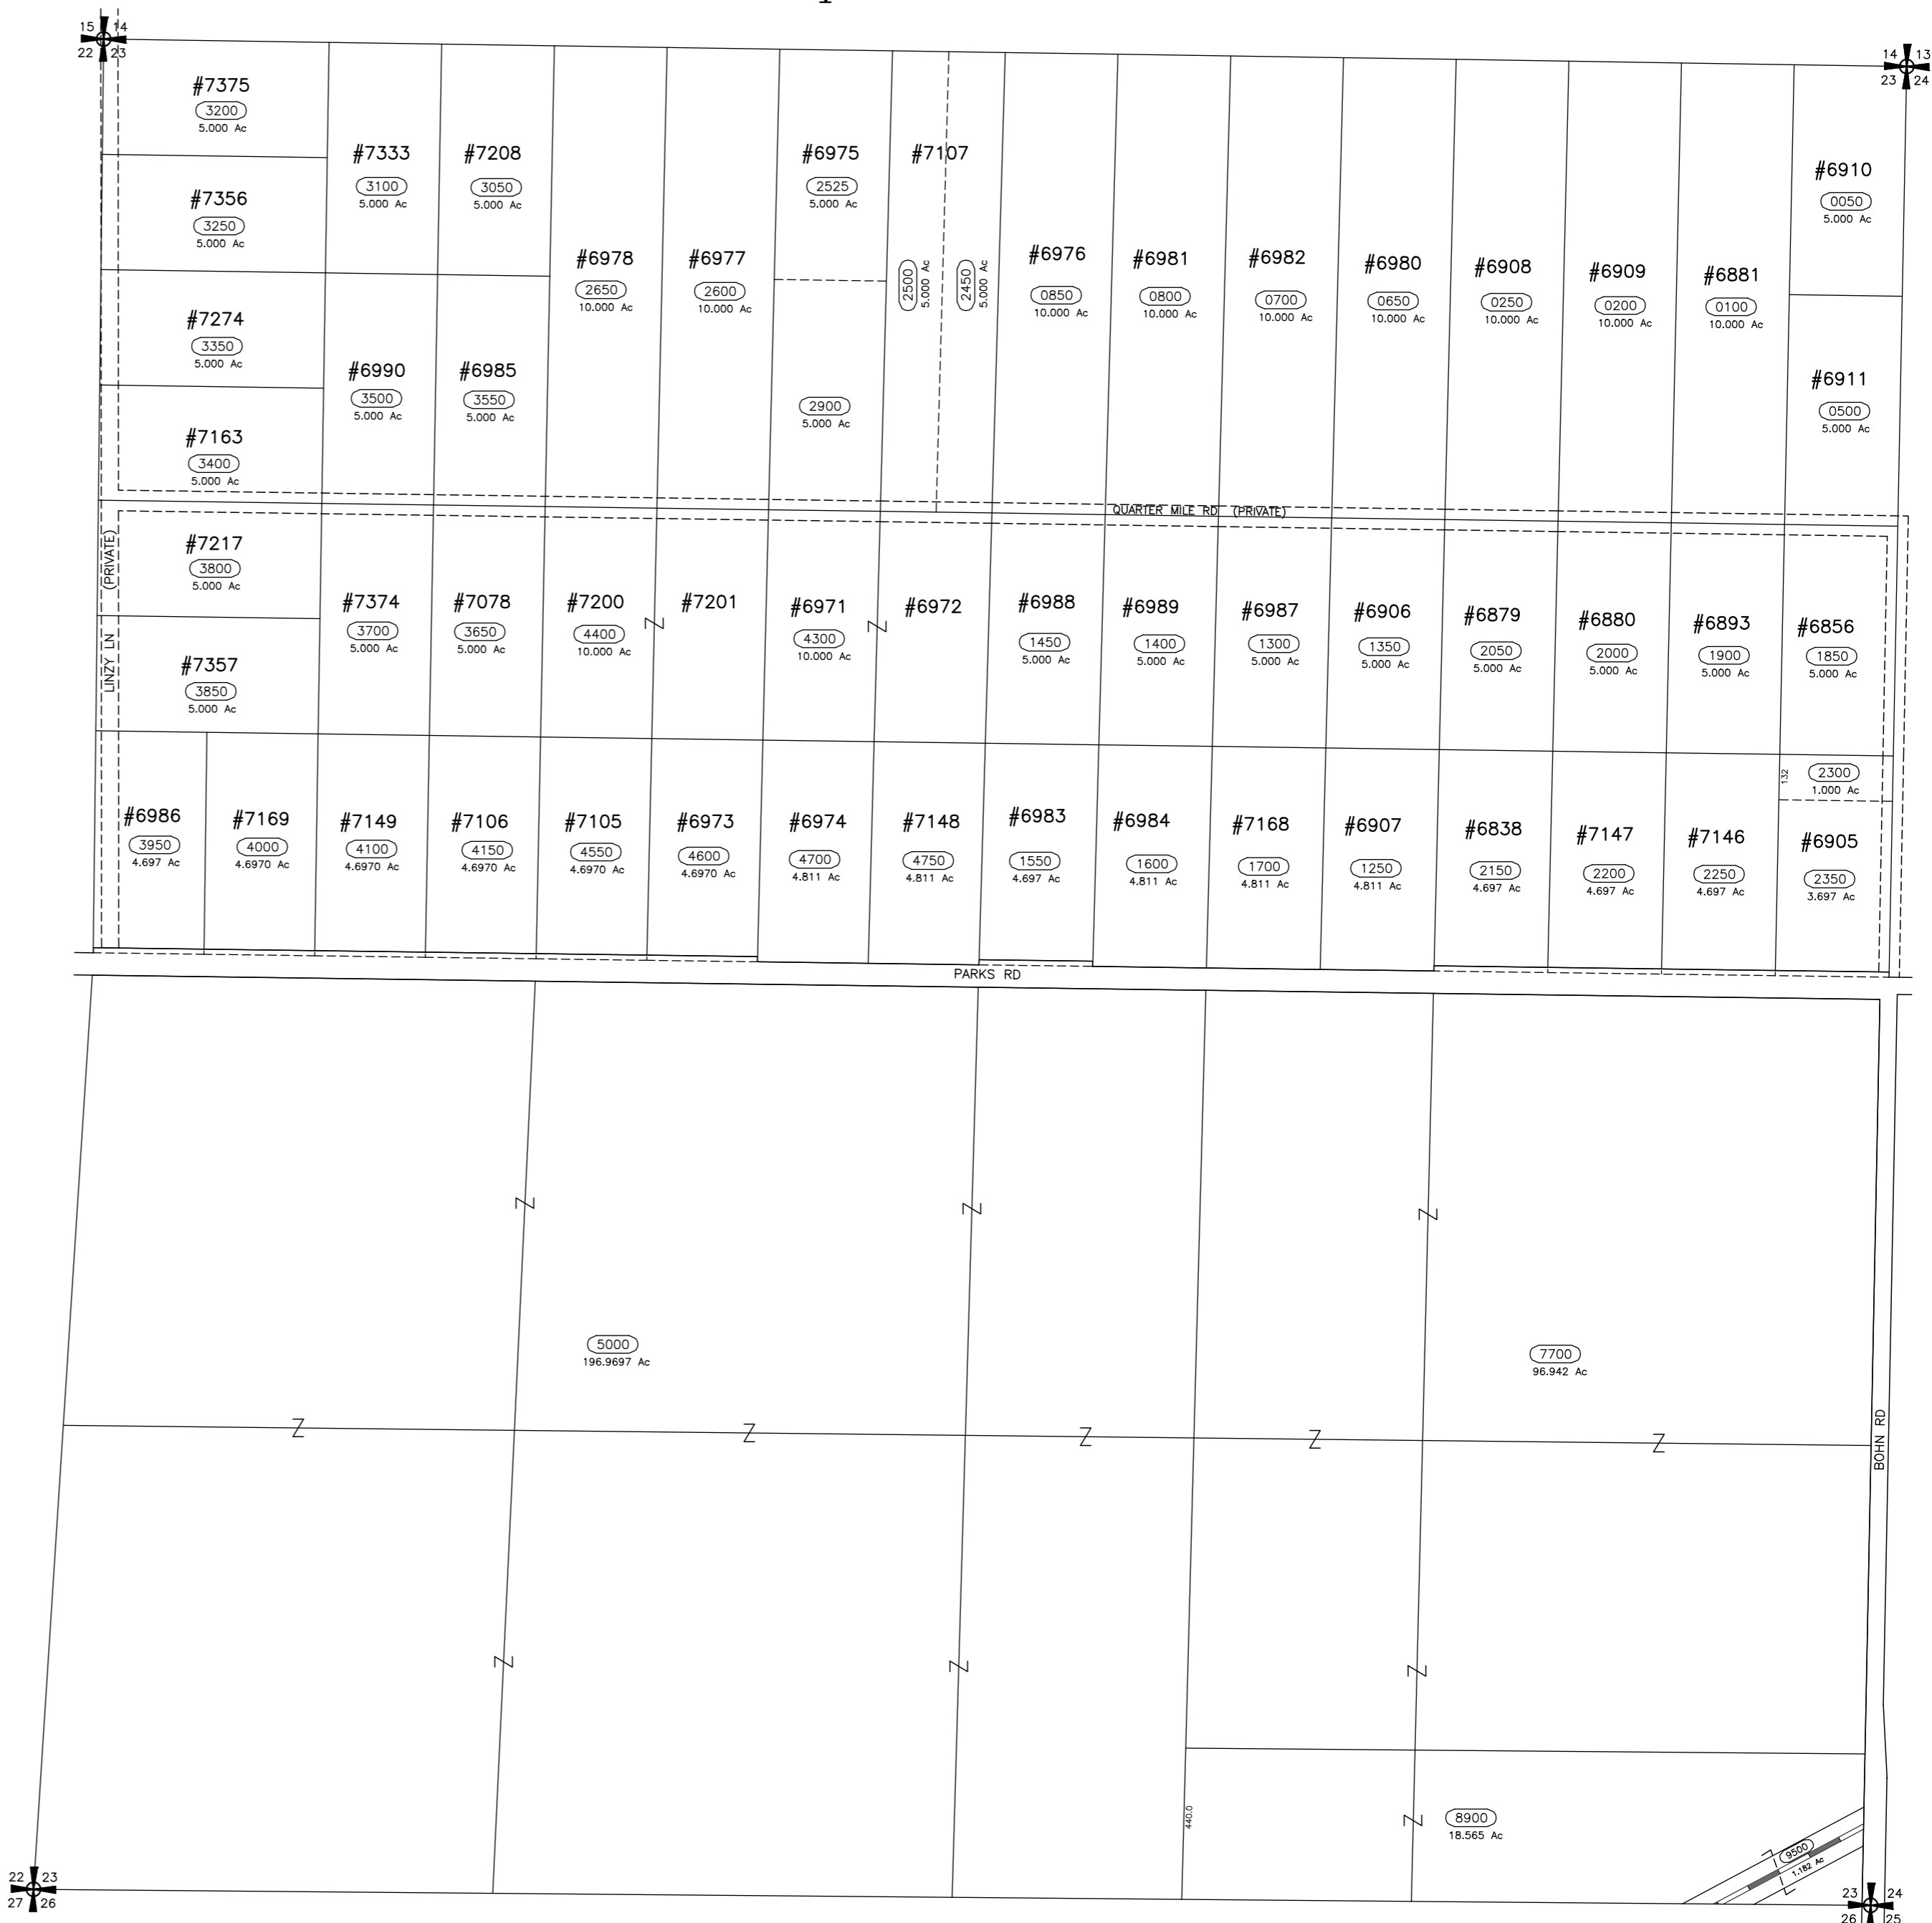 15 14
22 23
14 13
23 24
#7375
3200
5.000 Ac
#7356
3250
5.000 Ac
#7274
3350
5.000 Ac
#7163
3400
5.000 Ac
#7333
3100
5.000 Ac
#7208
3050
5.000 Ac
#6990
3500
5.000 Ac
#6985
3550
5.000 Ac
#6978
2650
10.000 Ac
#6977
2600
10.000 Ac
#6975
2525
5.000 Ac
2900
5.000 Ac
#7107
2500
5.000 Ac
2450
5.000 Ac
#6976
0850
10.000 Ac
#6981
0800
10.000 Ac
#6982
0700
10.000 Ac
#6980
0650
10.000 Ac
#6908
0250
10.000 Ac
#6909
0200
10.000 Ac
#6881
0100
10.000 Ac
#6910
0050
5.000 Ac
#6911
0500
5.000 Ac
QUARTER MILE RD (PRIVATE)
LINZY LN (PRIVATE)
#7217
3800
5.000 Ac
#7357
3850
5.000 Ac
#7374
3700
5.000 Ac
#7078
3650
5.000 Ac
#7200
4400
10.000 Ac
#7201
#6971
4300
10.000 Ac
#6972
#6988
1450
5.000 Ac
#6989
1400
5.000 Ac
#6987
1300
5.000 Ac
#6906
1350
5.000 Ac
#6879
2050
5.000 Ac
#6880
2000
5.000 Ac
#6893
1900
5.000 Ac
#6856
1850
5.000 Ac
#6986
3950
4.697 Ac
#7169
4000
4.6970 Ac
#7149
4100
4.6970 Ac
#7106
4150
4.6970 Ac
#7105
4550
4.6970 Ac
#6973
4600
4.6970 Ac
#6974
4700
4.811 Ac
#7148
4750
4.811 Ac
#6983
1550
4.697 Ac
#6984
1600
4.811 Ac
#7168
1700
4.811 Ac
#6907
1250
4.811 Ac
#6838
2150
4.697 Ac
#7147
2200
4.697 Ac
#7146
2250
4.697 Ac
132
2300
1.000 Ac
#6905
2350
3.697 Ac
PARKS RD
5000
196.9697 Ac
7700
96.942 Ac
BOHN RD
440.0
8900
18.565 Ac
9500
1.182 Ac
22 23
27 26
23 24
26 25